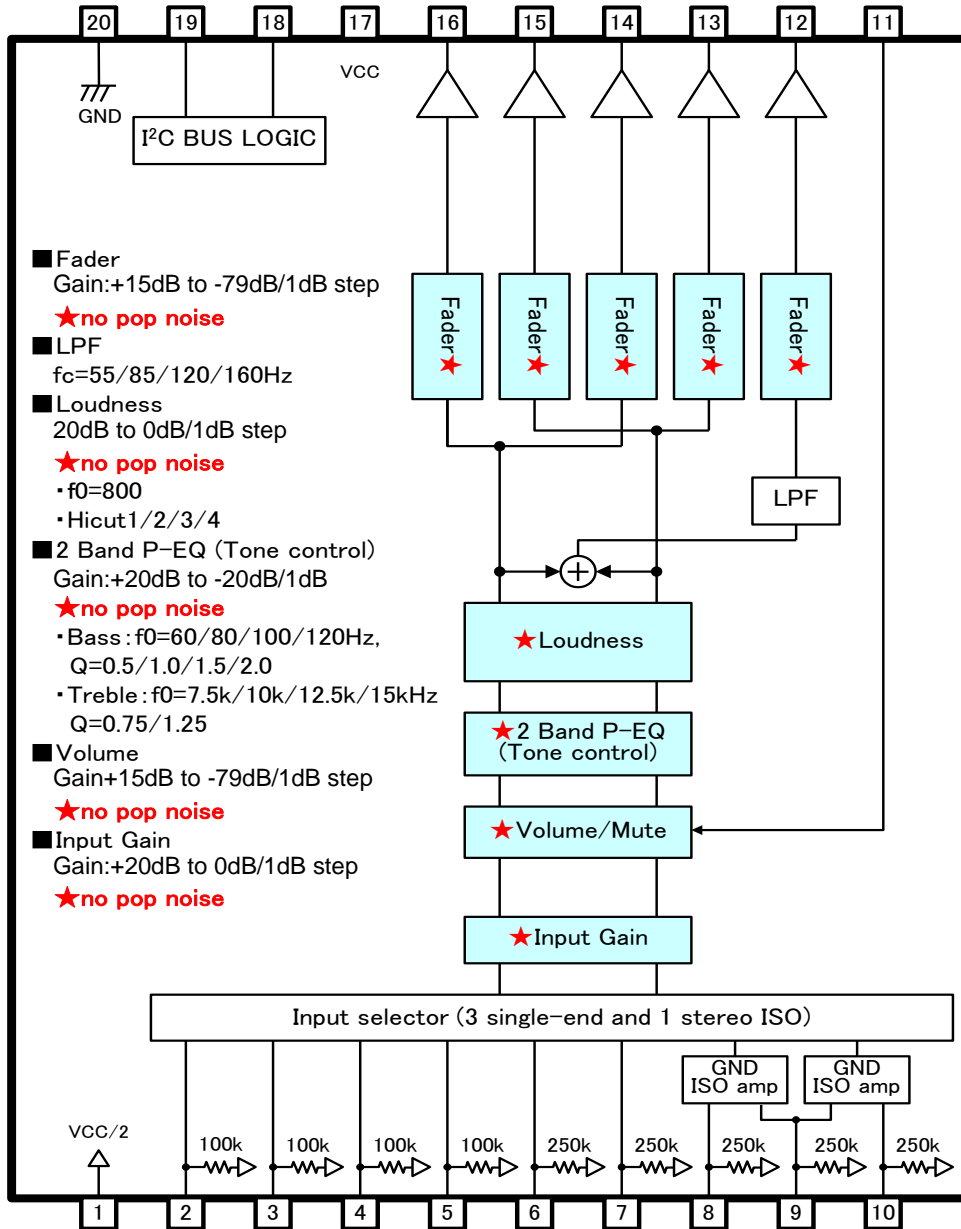 20 19 18 17 16 15 14 13 12 11
VCC
GND
I²C BUS LOGIC
■Fader
Gain:+15dB to -79dB/1dB step
★no pop noise
■LPF
fc=55/85/120/160Hz
■Loudness
20dB to 0dB/1dB step
★no pop noise
・f0=800
・Hicut1/2/3/4
■2 Band P-EQ (Tone control)
Gain:+20dB to -20dB/1dB
★no pop noise
・Bass:f0=60/80/100/120Hz,
Q=0.5/1.0/1.5/2.0
・Treble:f0=7.5k/10k/12.5k/15kHz
Q=0.75/1.25
■Volume
Gain+15dB to -79dB/1dB step
★no pop noise
■Input Gain
Gain:+20dB to 0dB/1dB step
★no pop noise
Fader★
Fader★
Fader★
Fader★
Fader★
LPF
+
★Loudness
★2 Band P-EQ
(Tone control)
★Volume/Mute
★Input Gain
Input selector (3 single-end and 1 stereo ISO)
GND
ISO amp
GND
ISO amp
VCC/2
100k 100k 100k 100k 250k 250k 250k 250k 250k
1 2 3 4 5 6 7 8 9 10